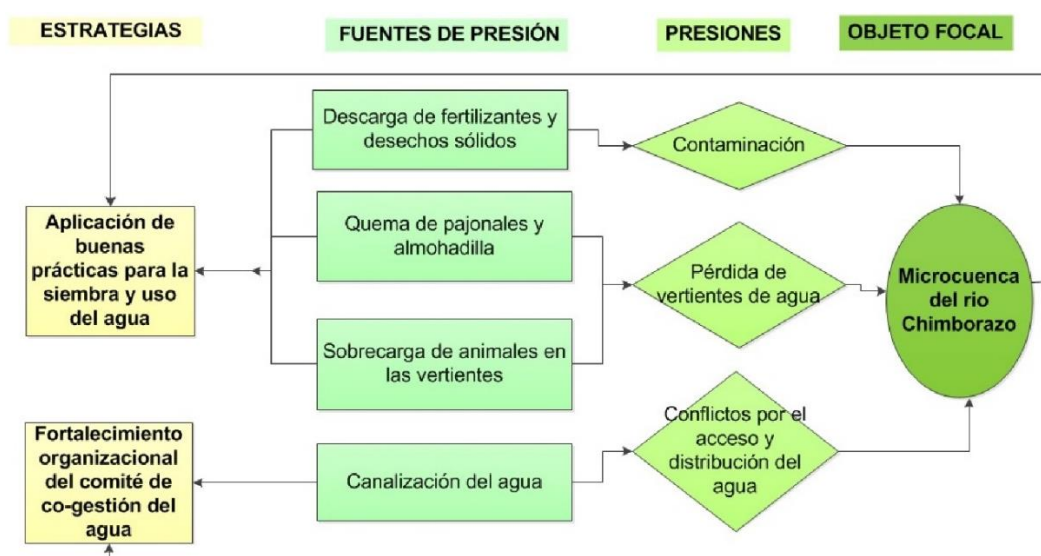 ESTRATEGIAS
FUENTES DE PRESIÓN
PRESIONES
OBJETO FOCAL
Descarga de fertilizantes y
desechos sólidos
Contaminación
Aplicación de
buenas
prácticas para la
siembra y uso
del agua
Quema de pajonales y
almohadilla
Pérdida de
vertientes de agua
Microcuenca
del rio
Chimborazo
Sobrecarga de animales en
las vertientes
Fortalecimiento
organizacional
del comité de
co-gestión del
agua
Canalización del agua
Conflictos por el
acceso y
distribución del
agua